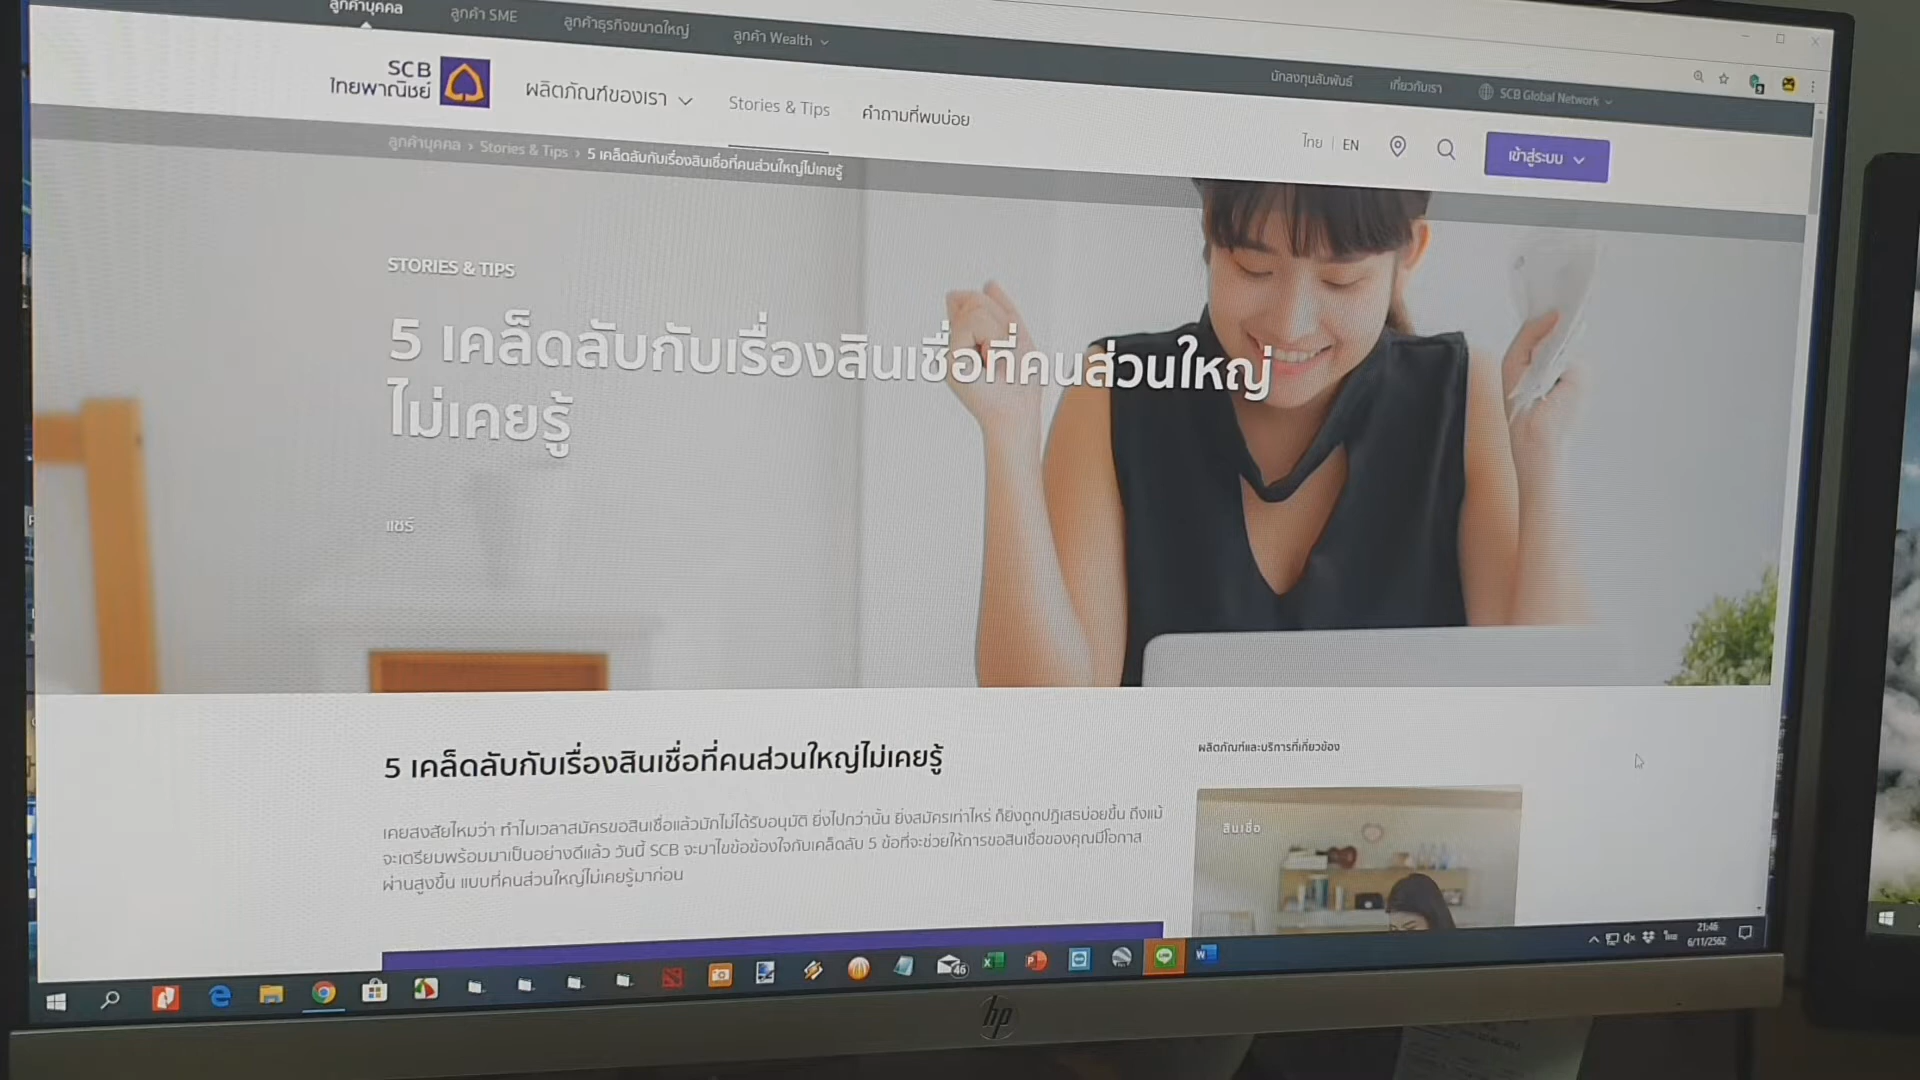 ลูกค้าบุคคล
ลูกค้า SME
ลูกค้าธุรกิจขนาดใหญ่
ลูกค้า Wealth
นักลงทุนสัมพันธ์
เกี่ยวกับเรา
SCB Global Network
SCB
ไทยพาณิชย์
ผลิตภัณฑ์ของเรา
Stories & Tips
คำถามที่พบบ่อย
ไทย | EN
เข้าสู่ระบบ
ลูกค้าบุคคล › Stories & Tips › 5 เคล็ดลับกับเรื่องสินเชื่อที่คนส่วนใหญ่ไม่เคยรู้
STORIES & TIPS
5 เคล็ดลับกับเรื่องสินเชื่อที่คนส่วนใหญ่
ไม่เคยรู้
แชร์
5 เคล็ดลับกับเรื่องสินเชื่อที่คนส่วนใหญ่ไม่เคยรู้
ผลิตภัณฑ์และบริการที่เกี่ยวข้อง
เคยสงสัยไหมว่า ทำไมเวลาสมัครขอสินเชื่อแล้วมักไม่ได้รับอนุมัติ ยิ่งไปกว่านั้น ยิ่งสมัครเท่าไหร่ ก็ยิ่งถูกปฏิเสธบ่อยขึ้น ถึงแม้
จะเตรียมพร้อมมาเป็นอย่างดีแล้ว วันนี้ SCB จะมาไขข้อข้องใจกับเคล็ดลับ 5 ข้อที่จะช่วยให้การขอสินเชื่อของคุณมีโอกาส
ผ่านสูงขึ้น แบบที่คนส่วนใหญ่ไม่เคยรู้มาก่อน
สินเชื่อ
46
21:46
6/11/2562
hp